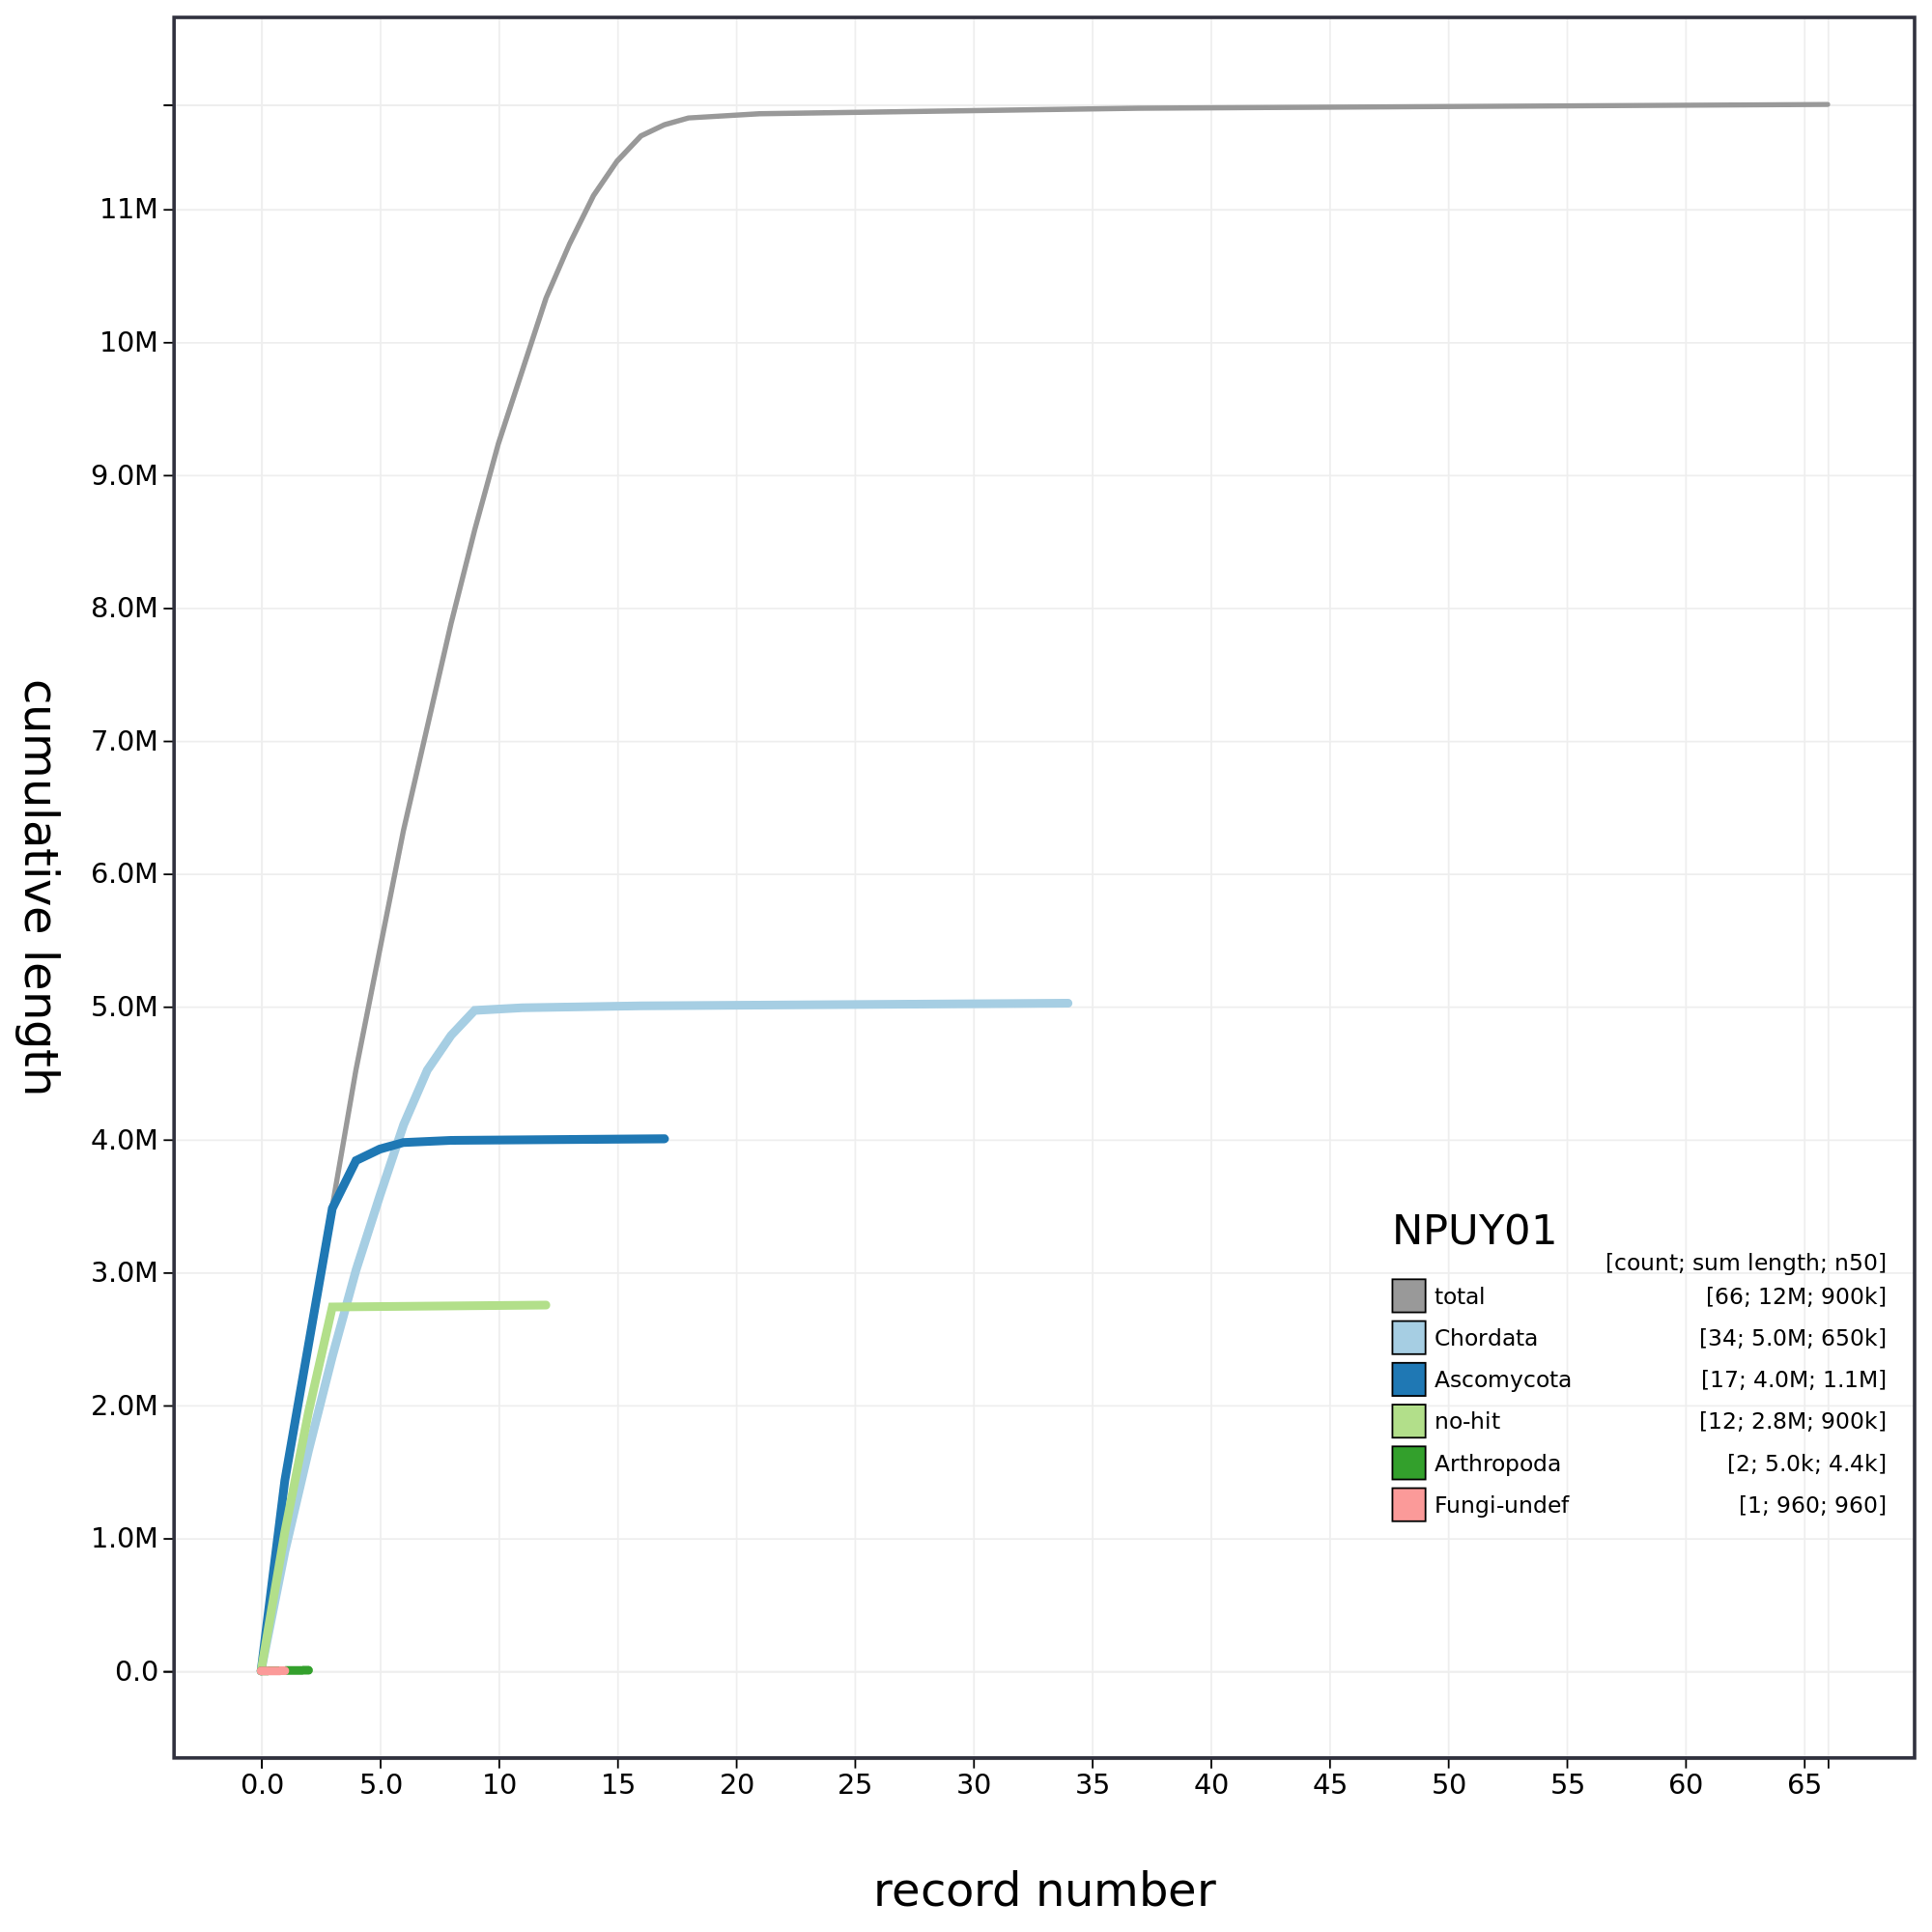 cumulative length
11M
10M
9.0M
8.0M
7.0M
6.0M
5.0M
4.0M
3.0M
2.0M
1.0M
0.0
NPUY01
[count; sum length; n50]
total [66; 12M; 900k]
Chordata [34; 5.0M; 650k]
Ascomycota [17; 4.0M; 1.1M]
no-hit [12; 2.8M; 900k]
Arthropoda [2; 5.0k; 4.4k]
Fungi-undef [1; 960; 960]
0.0 5.0 10 15 20 25 30 35 40 45 50 55 60 65
record number